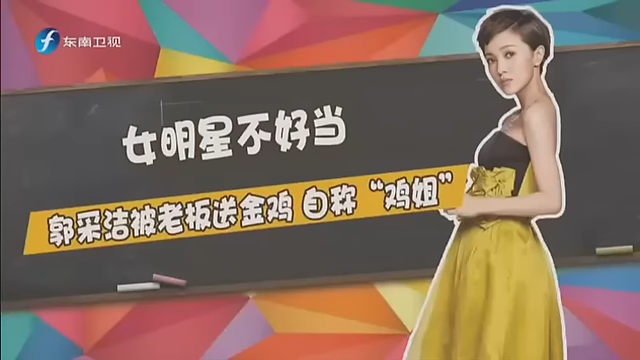 东南卫视
女明星不好当
郭采洁被老板送金鸡 自称“鸡姐”